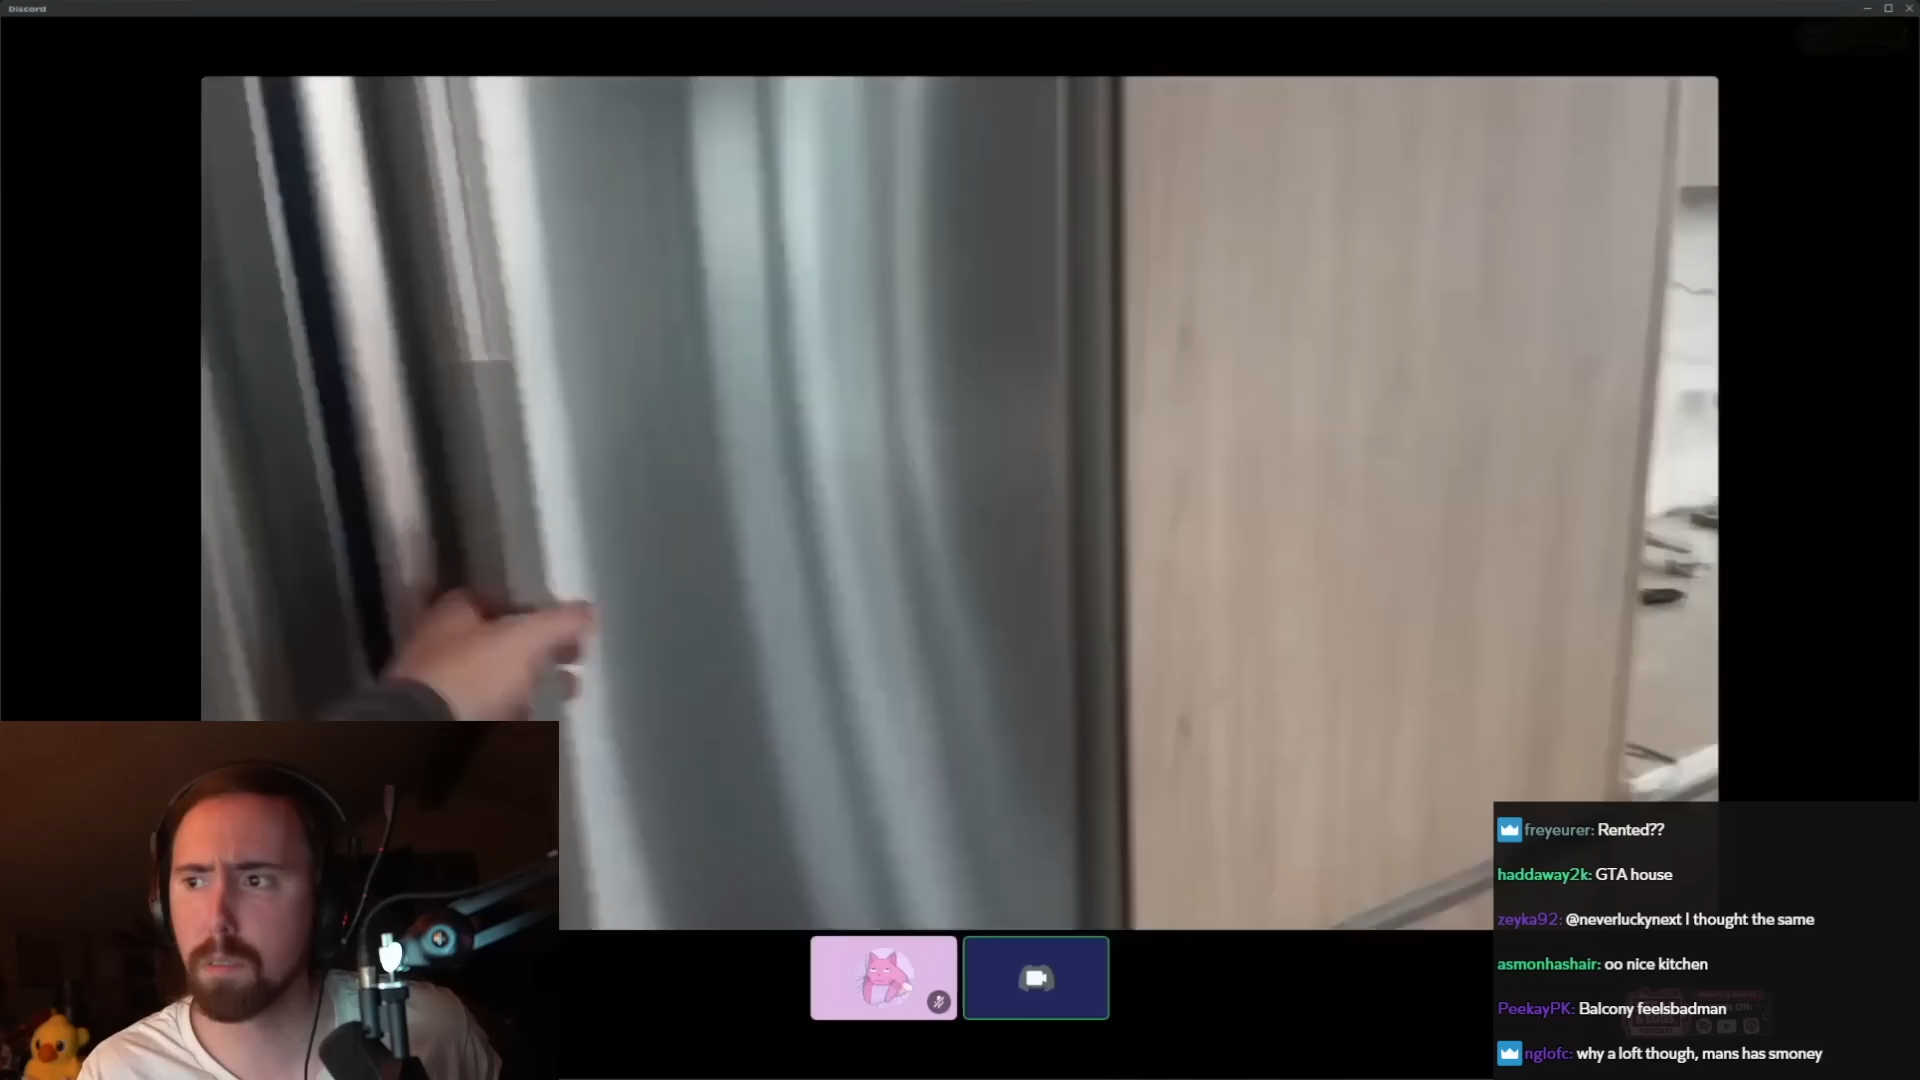 Discord
freyeurer: Rented??
haddaway2k: GTA house
zeyka92: @neverluckynext I thought the same
asmonhashair: oo nice kitchen
PeekayPK: Balcony feelsbadman
nglofc: why a loft though, mans has smoney